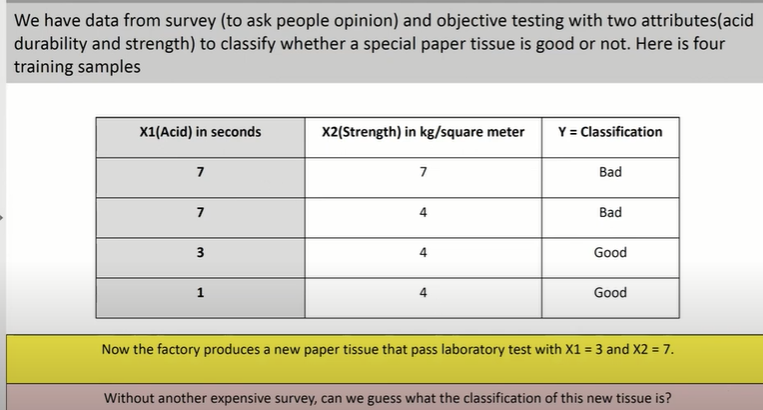 We have data from survey (to ask people opinion) and objective testing with two attributes(acid
durability and strength) to classify whether a special paper tissue is good or not. Here is four
training samples
X1(Acid) in seconds X2(Strength) in kg/square meter Y = Classification
7 7 Bad
7 4 Bad
3 4 Good
1 4 Good
Now the factory produces a new paper tissue that pass laboratory test with X1 = 3 and X2 = 7.
Without another expensive survey, can we guess what the classification of this new tissue is?